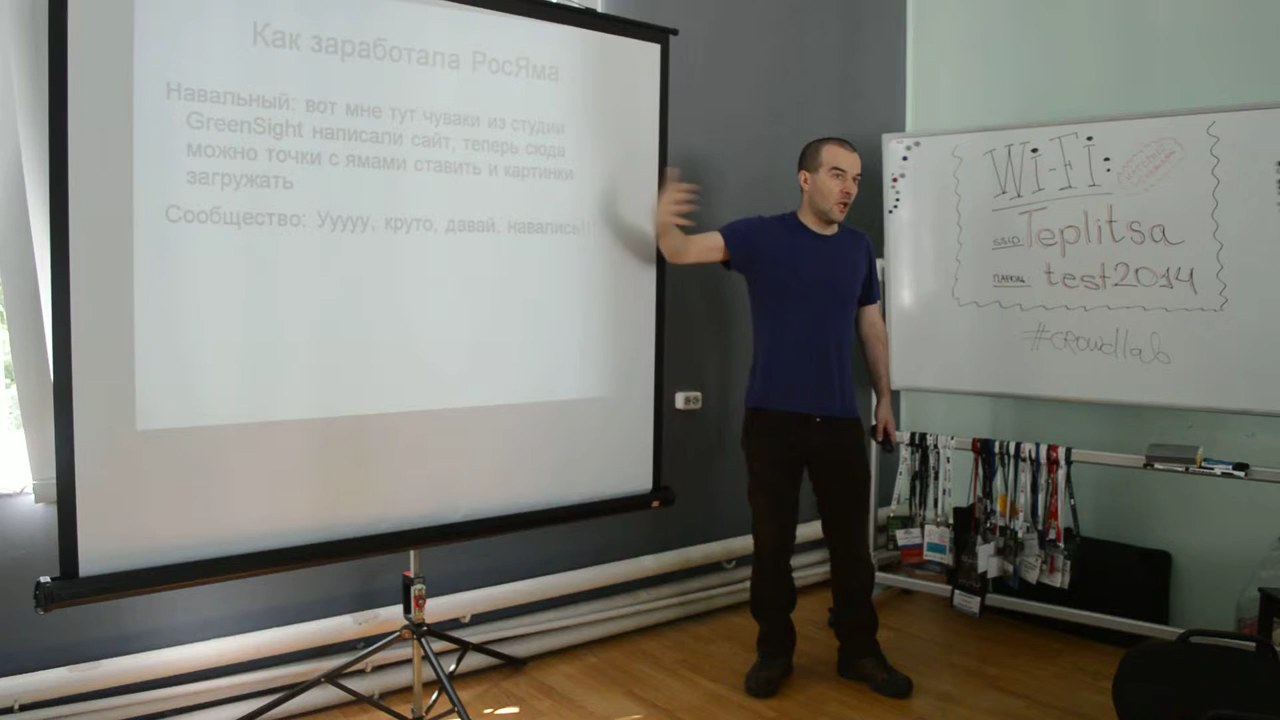 Как заработала РосЯма
Навальный: вот мне тут чуваки из студии
GreenSight написали сайт, теперь сюда
можно точки с ямами ставить и картинки
загружать
Сообщество: Ууууу, круто, давай, навались!!
Wi-Fi:
SSID Teplitsa
ПАРОЛЬ test2014
#crowdlab